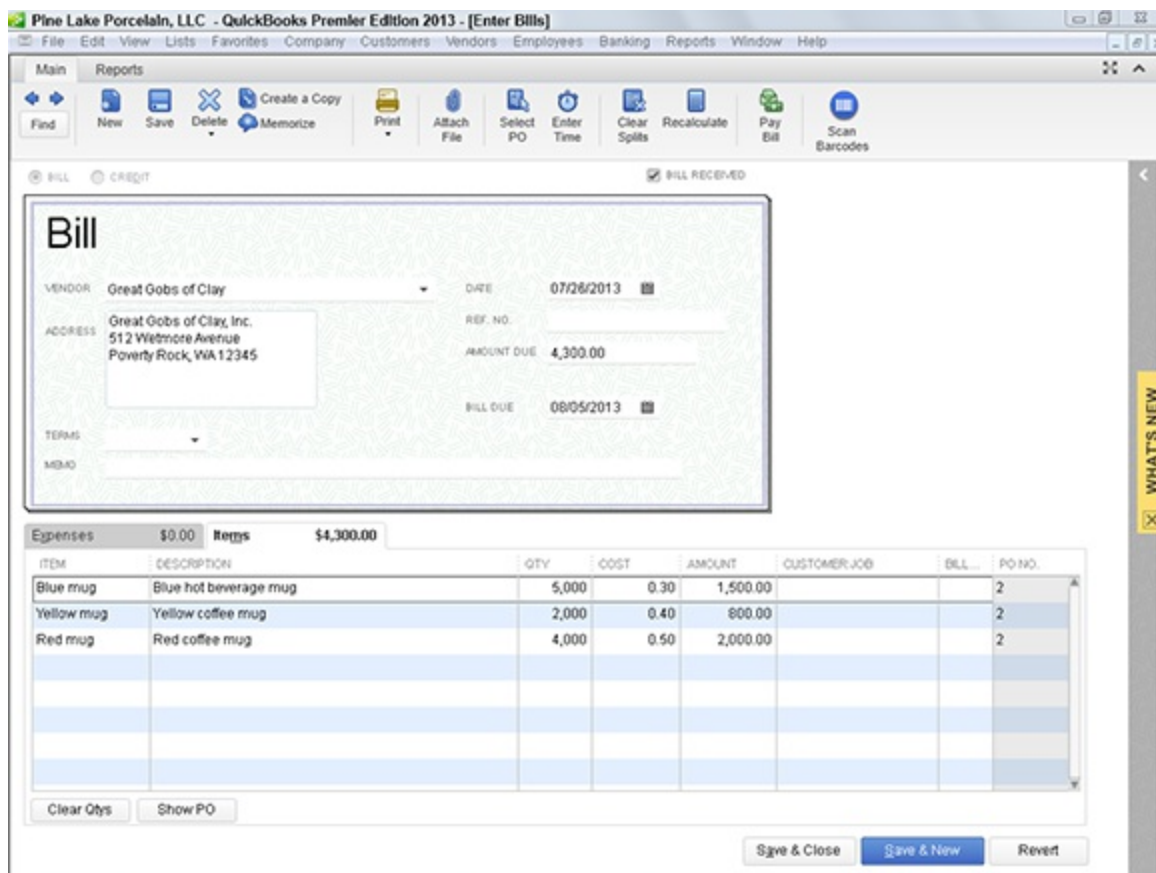 Pine Lake Porcelain, LLC - QuickBooks Premier Edition 2013 - [Enter Bills]
File Edit View Lists Favorites Company Customers Vendors Employees Banking Reports Window Help
Main Reports
Find New Save Delete Create a Copy Memorize Print Attach File Select PO Enter Time Clear Splits Recalculate Pay Bill Scan Barcodes
BILL CREDIT BILL RECEIVED
Bill
VENDOR Great Gobs of Clay DATE 07/26/2013
ADDRESS Great Gobs of Clay, Inc. REF. NO.
512 Wetmore Avenue
Poverty Rock, WA 12345 AMOUNT DUE 4,300.00
BILL DUE 08/05/2013
TERMS
MEMO
WHAT'S NEW
Expenses $0.00 Items $4,300.00
ITEM DESCRIPTION QTY COST AMOUNT CUSTOMER:JOB BILL... PO NO.
Blue mug Blue hot beverage mug 5,000 0.30 1,500.00 2
Yellow mug Yellow coffee mug 2,000 0.40 800.00 2
Red mug Red coffee mug 4,000 0.50 2,000.00 2
Clear Qtys Show PO
Save & Close Save & New Revert